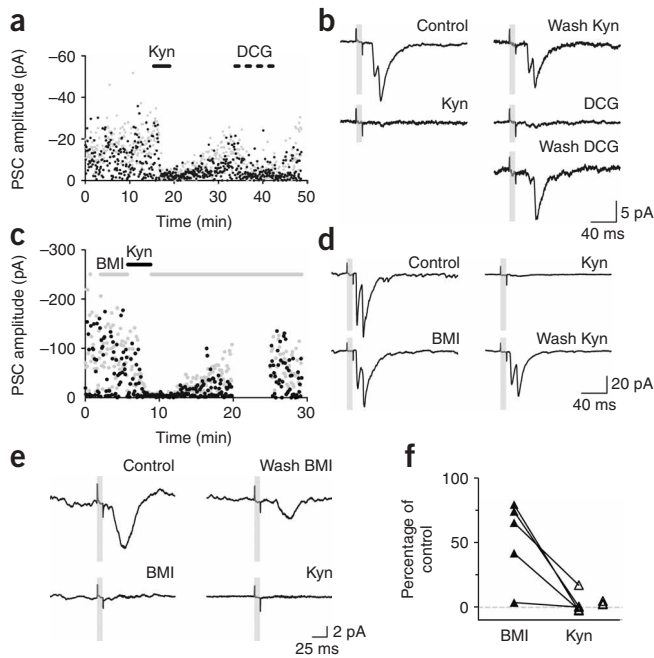 a
PSC amplitude (pA)
–60
–40
–20
0
Kyn
DCG
0 10 20 30 40 50
Time (min)
b
Control
Wash Kyn
Kyn
DCG
Wash DCG
5 pA
40 ms
c
PSC amplitude (pA)
–300
–200
–100
0
Kyn
BMI
0 10 20 30
Time (min)
d
Control
Kyn
BMI
Wash Kyn
20 pA
40 ms
e
Control
Wash BMI
BMI
Kyn
2 pA
25 ms
f
Percentage of
control
100
50
0
BMI
Kyn